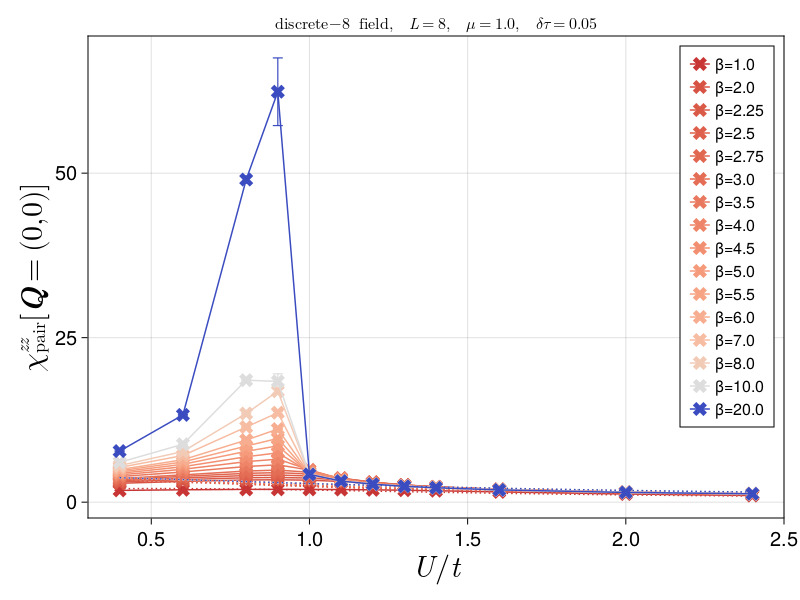 discrete−8 field, L = 8, μ = 1.0, δτ = 0.05
χ^{zz}_{pair}[Q = (0,0)]
50
25
0
β=1.0
β=2.0
β=2.25
β=2.5
β=2.75
β=3.0
β=3.5
β=4.0
β=4.5
β=5.0
β=5.5
β=6.0
β=7.0
β=8.0
β=10.0
β=20.0
0.5 1.0 1.5 2.0 2.5
U/t